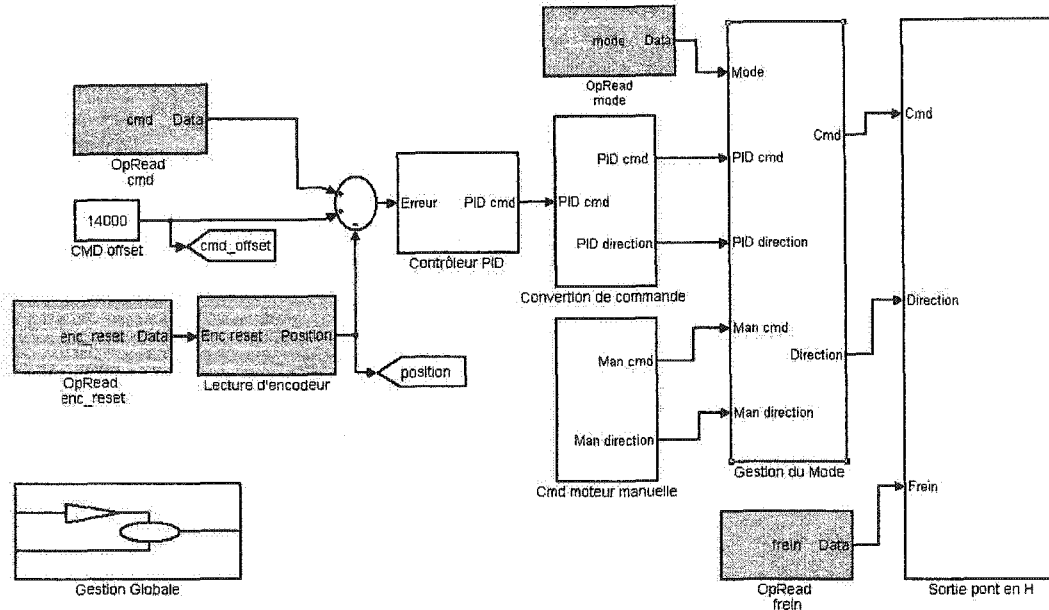 mode Data
OpRead
mode
Mode
Cmd
Cmd
cmd Data
OpRead
cmd
PID cmd
PID cmd
Erreur PID cmd
PID cmd
14000
CMD offset
cmd_offset
PID direction
PID direction
Contrôleur PID
Convertion de commande
Direction
enc_reset Data
Enc reset Position
Man cmd
Man cmd
Direction
OpRead
enc_reset
Lecture d'encodeur
position
Man direction
Man direction
Gestion du Mode
Cmd moteur manuelle
Frein
frein Data
Gestion Globale
OpRead
frein
Sortie pont en H